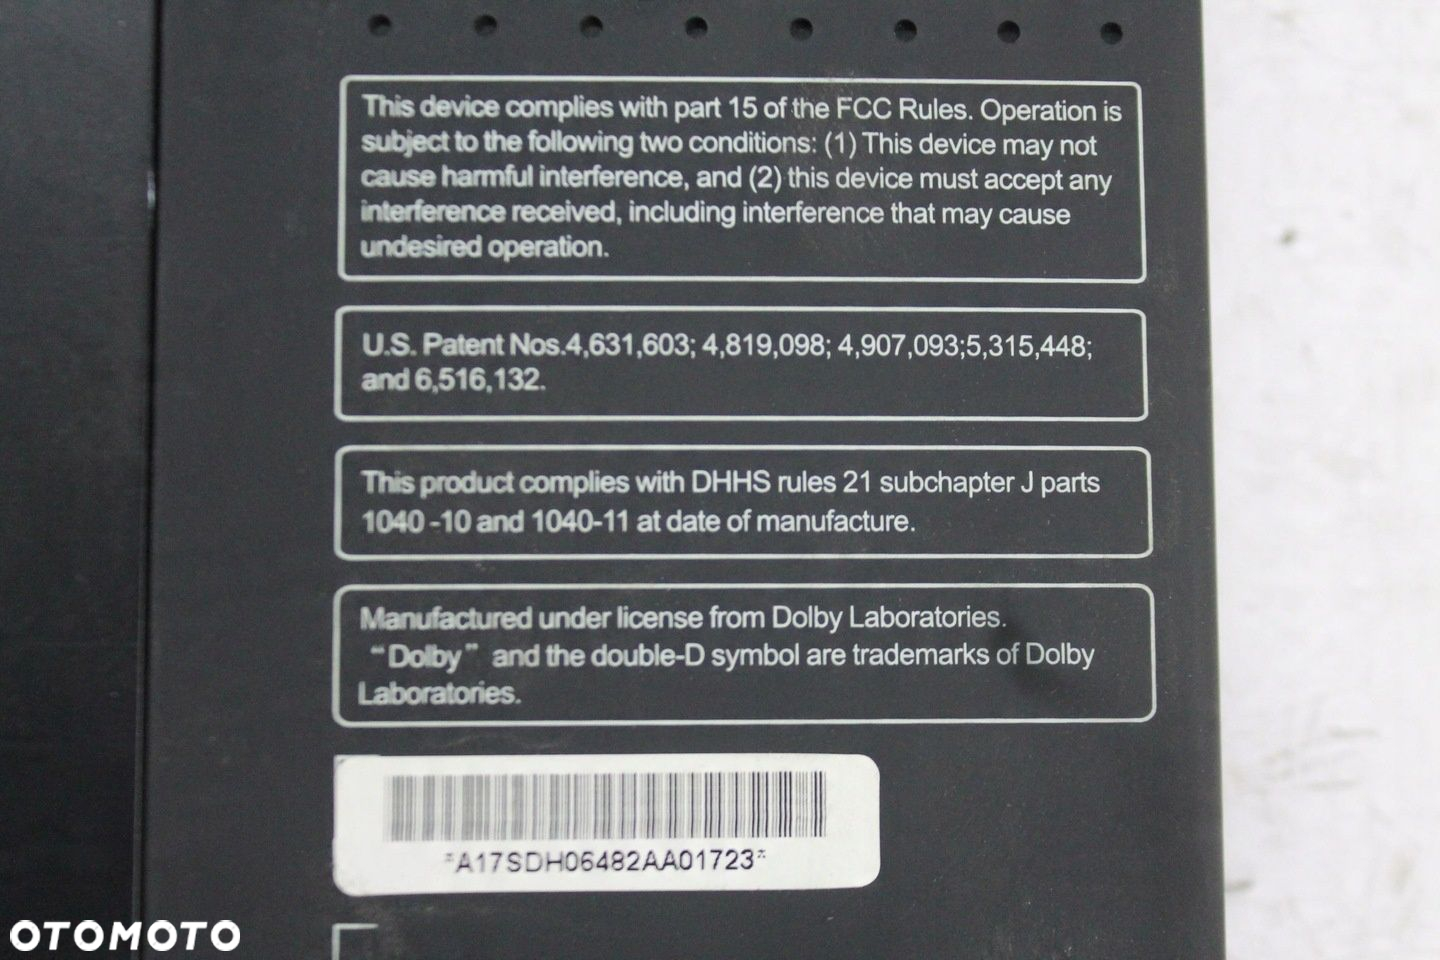 This device complies with part 15 of the FCC Rules. Operation is
subject to the following two conditions: (1) This device may not
cause harmful interference, and (2) this device must accept any
interference received, including interference that may cause
undesired operation.
U.S. Patent Nos.4,631,603; 4,819,098; 4,907,093;5,315,448;
and 6,516,132.
This product complies with DHHS rules 21 subchapter J parts
1040 -10 and 1040-11 at date of manufacture.
Manufactured under license from Dolby Laboratories.
“Dolby” and the double-D symbol are trademarks of Dolby
Laboratories.
*A17SDH06482AA01723*
OTOMOTO